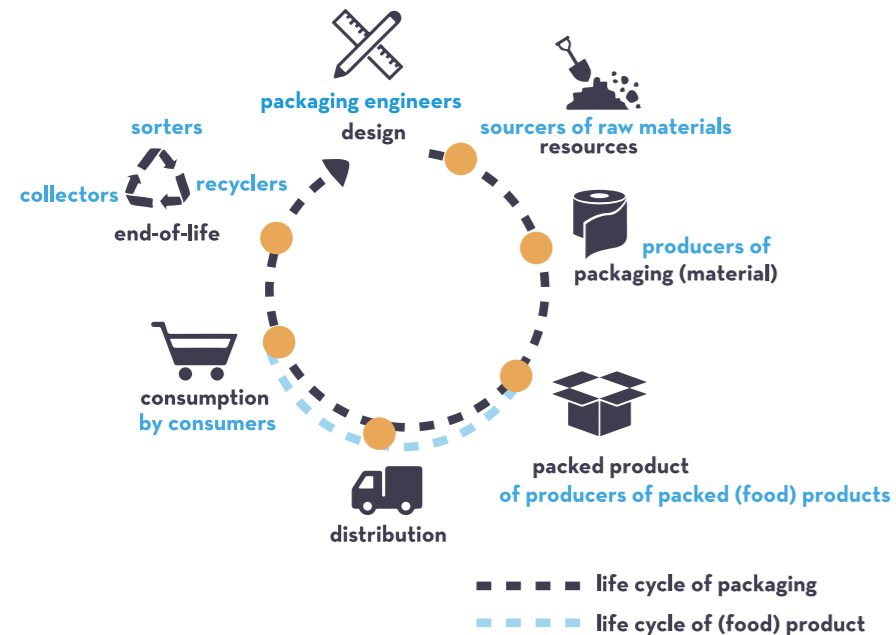 packaging engineers
design
sourcers of raw materials
resources
producers of
packaging (material)
packed product
of producers of packed (food) products
distribution
consumption
by consumers
sorters
collectors
recyclers
end-of-life
life cycle of packaging
life cycle of (food) product